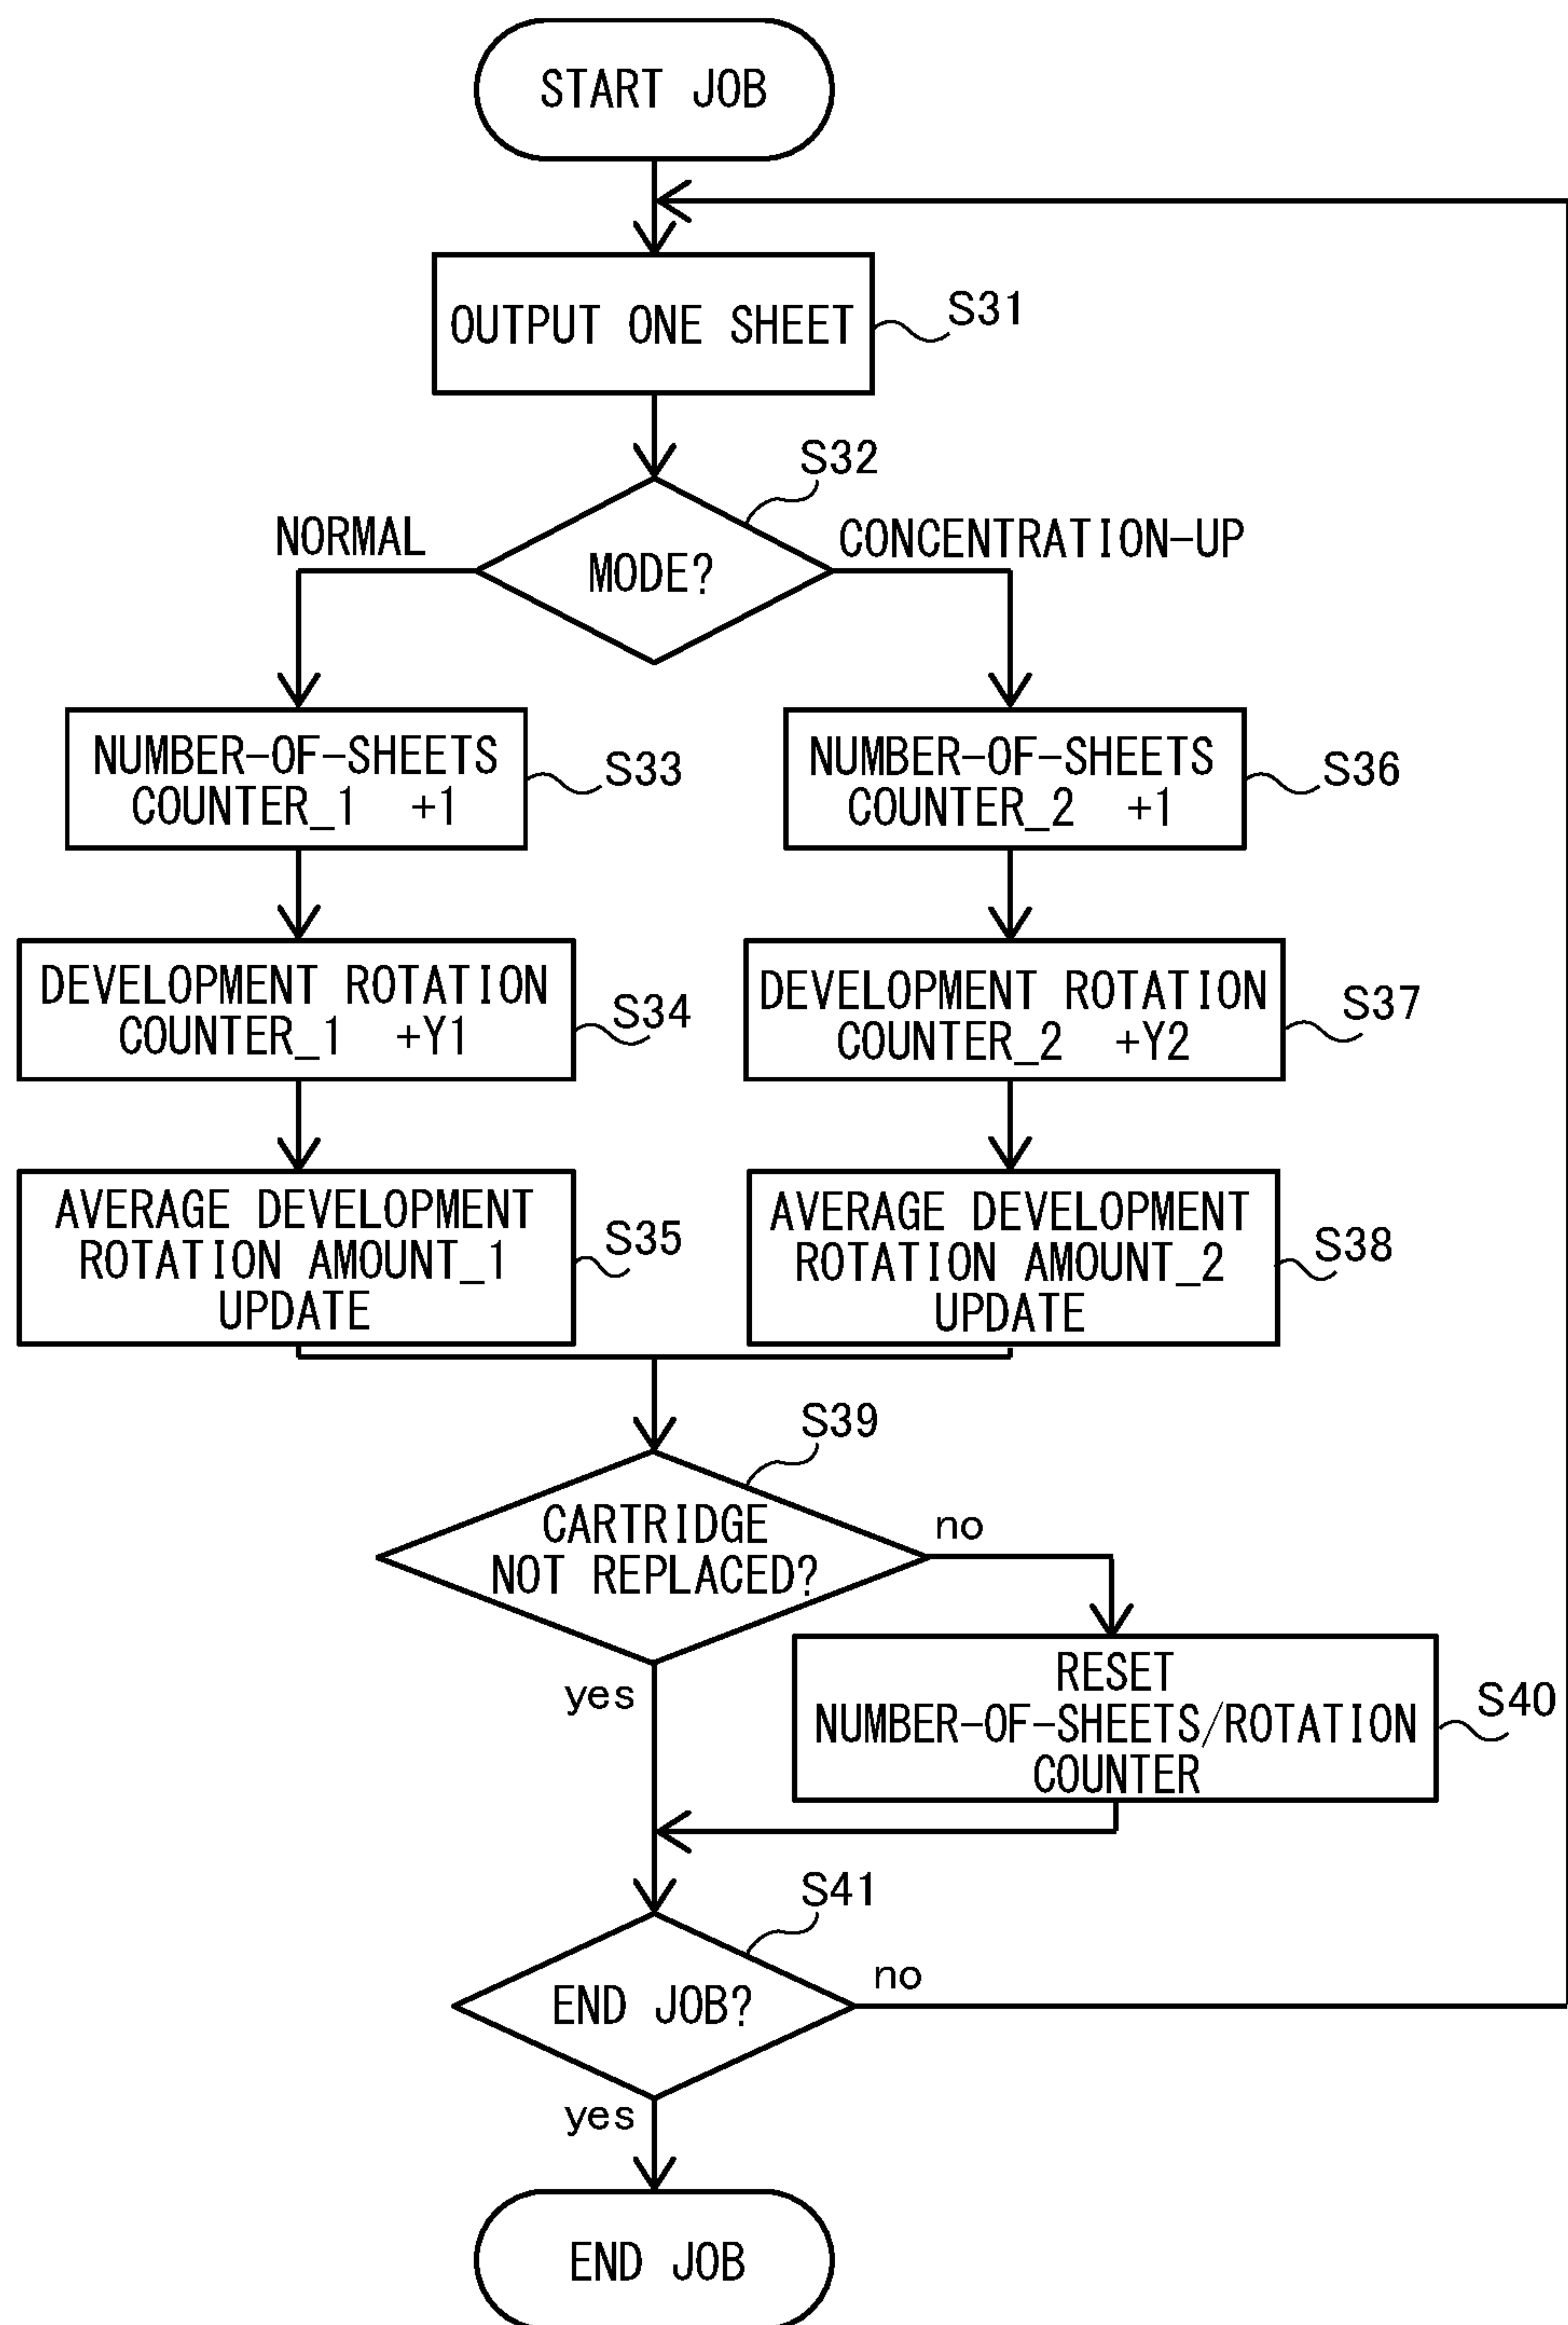 START JOB
OUTPUT ONE SHEET
S31
S32
NORMAL
CONCENTRATION-UP
MODE?
NUMBER-OF-SHEETS
COUNTER_1 +1
S33
NUMBER-OF-SHEETS
COUNTER_2 +1
S36
DEVELOPMENT ROTATION
COUNTER_1 +Y1
S34
DEVELOPMENT ROTATION
COUNTER_2 +Y2
S37
AVERAGE DEVELOPMENT
ROTATION AMOUNT_1
UPDATE
S35
AVERAGE DEVELOPMENT
ROTATION AMOUNT_2
UPDATE
S38
S39
CARTRIDGE
NOT REPLACED?
no
yes
RESET
NUMBER-OF-SHEETS/ROTATION
COUNTER
S40
S41
END JOB?
no
yes
END JOB